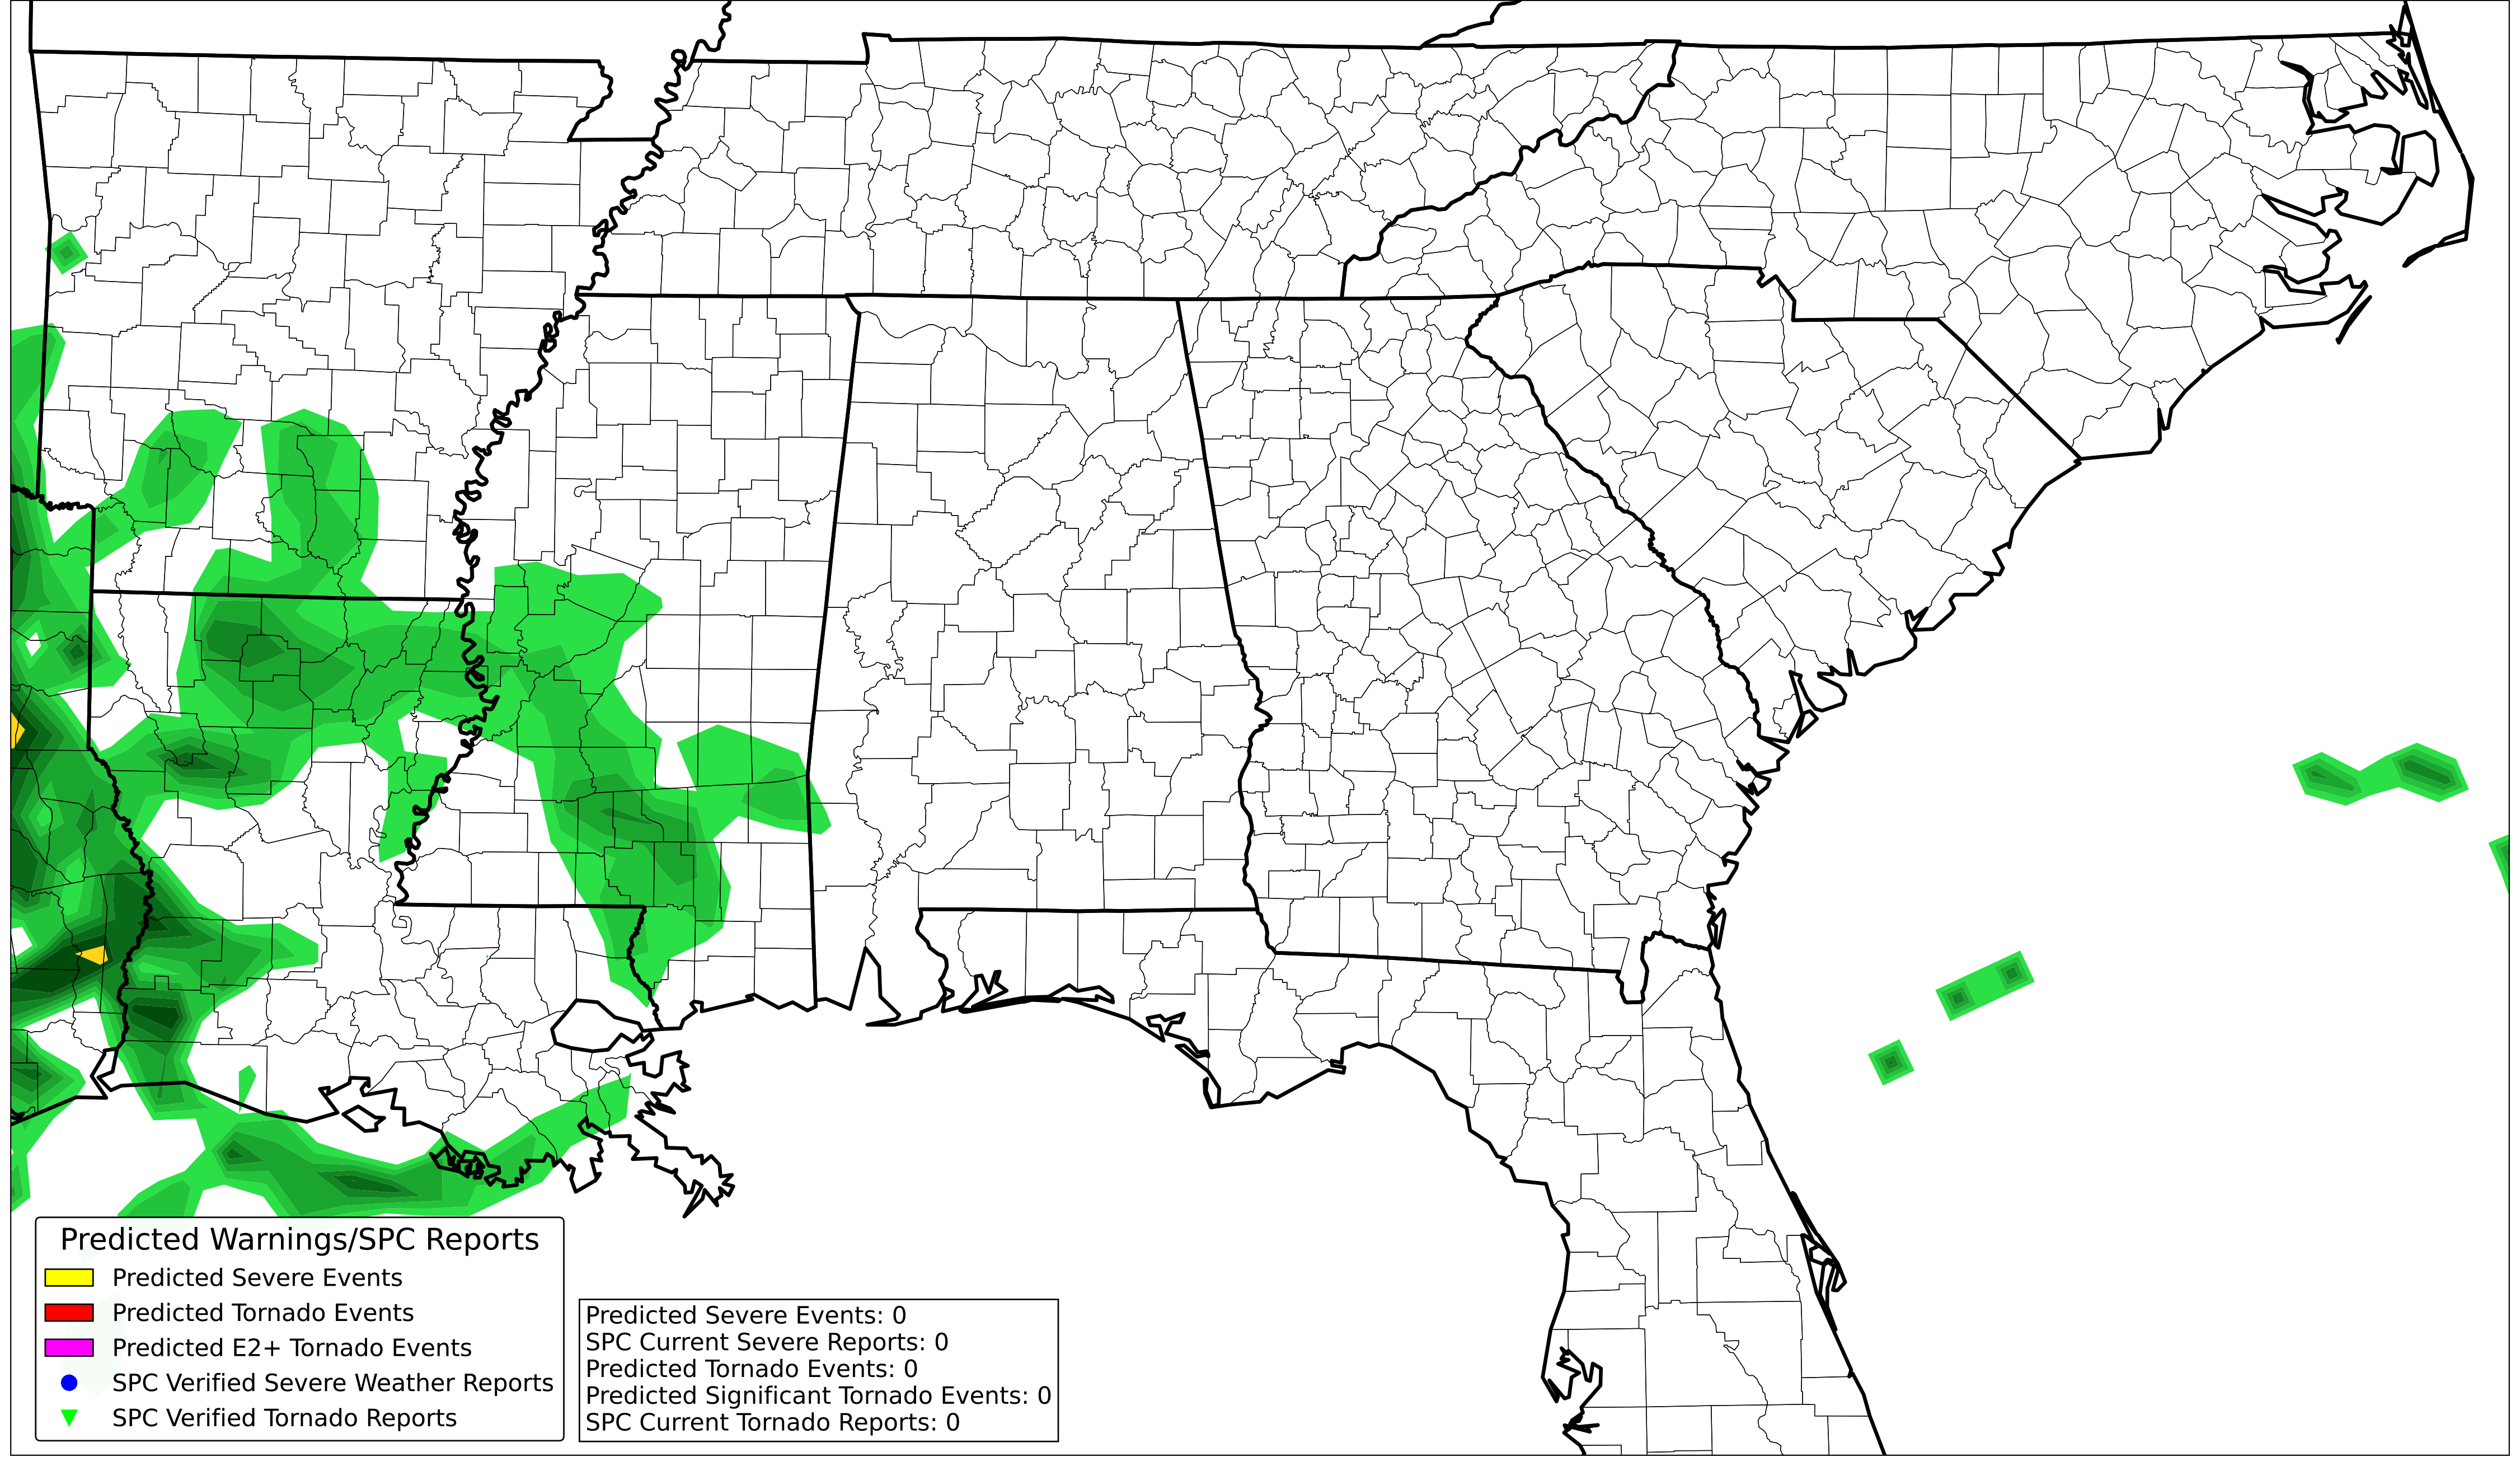 Predicted Warnings/SPC Reports
Predicted Severe Events
Predicted Tornado Events
Predicted E2+ Tornado Events
SPC Verified Severe Weather Reports
SPC Verified Tornado Reports
Predicted Severe Events: 0
SPC Current Severe Reports: 0
Predicted Tornado Events: 0
Predicted Significant Tornado Events: 0
SPC Current Tornado Reports: 0